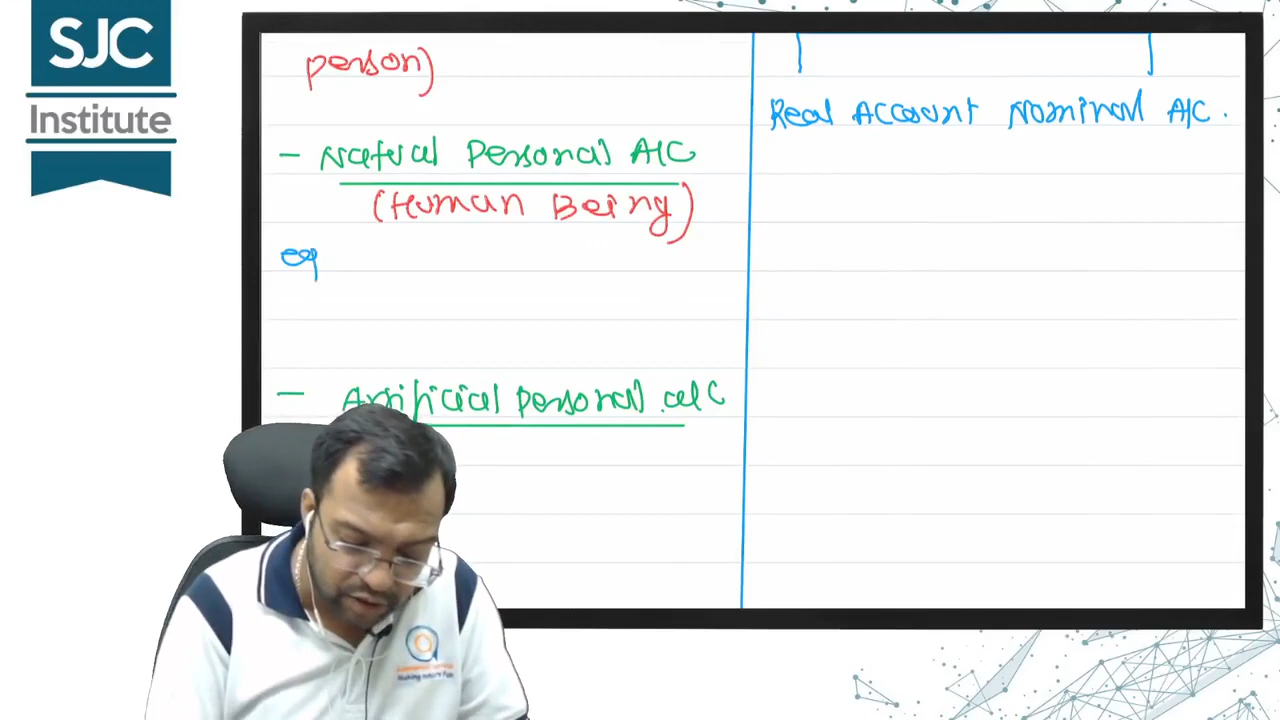 SJC
Institute
person)
- Natural Personal A/C
(Human Being)
eg
- Artificial personal a/c
Real Account Nominal A/C.